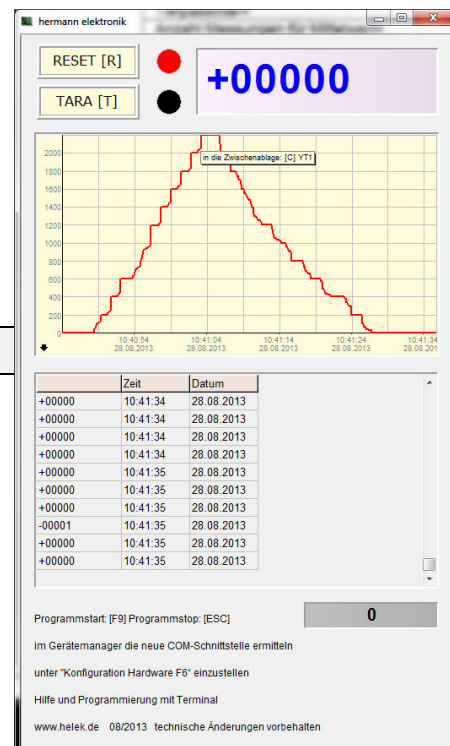 hermann elektronik
RESET [R]
TARA [T]
+00000
in die Zwischenablage: [C] YT1
2000
1800
1600
1400
1200
1000
800
600
400
200
0
10:40:54 10:41:04 10:41:14 10:41:24 10:41:34
28.08.2013 28.08.2013 28.08.2013 28.08.2013 28.08.201
Zeit Datum
+00000 10:41:34 28.08.2013
+00000 10:41:34 28.08.2013
+00000 10:41:34 28.08.2013
+00000 10:41:34 28.08.2013
+00000 10:41:35 28.08.2013
+00000 10:41:35 28.08.2013
+00000 10:41:35 28.08.2013
-00001 10:41:35 28.08.2013
+00000 10:41:35 28.08.2013
+00000 10:41:35 28.08.2013
Programmstart: [F9] Programmstop: [ESC] 0
im Gerätemanager die neue COM-Schnittstelle ermitteln
unter "Konfiguration Hardware F6" einzustellen
Hilfe und Programmierung mit Terminal
www.helek.de 08/2013 technische Änderungen vorbehalten